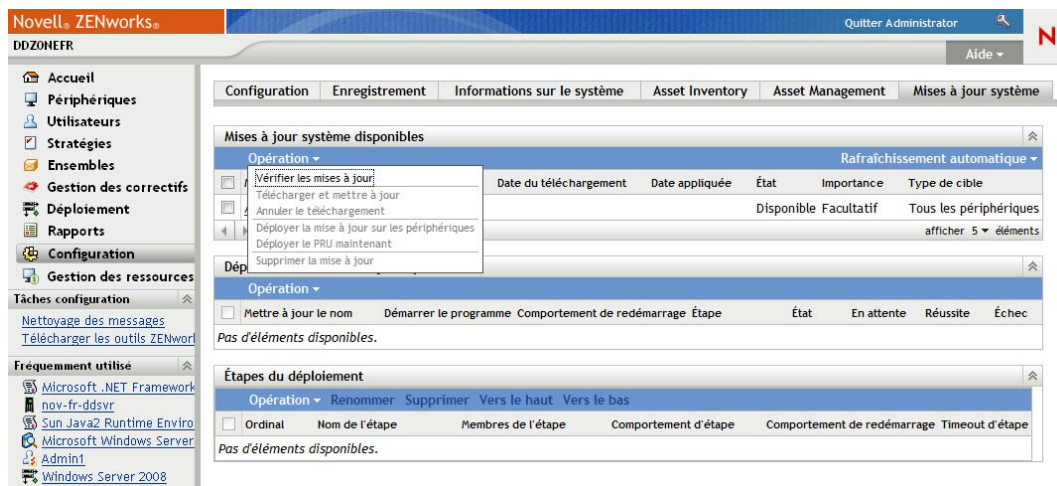 Novell® ZENworks®
Quitter Administrator
N
DDZONEFR
Aide
Accueil
Périphériques
Utilisateurs
Stratégies
Ensembles
Gestion des correctifs
Déploiement
Rapports
Configuration
Gestion des ressources
Tâches configuration
Nettoyage des messages
Télécharger les outils ZENworl
Fréquemment utilisé
Microsoft .NET Framework
nov-fr-ddsvr
Sun Java2 Runtime Enviro
Microsoft Windows Server
Admin1
Windows Server 2008
Configuration Enregistrement Informations sur le système Asset Inventory Asset Management Mises à jour système
Mises à jour système disponibles
Opération Rafraîchissement automatique
Date du téléchargement Date appliquée État Importance Type de cible
Disponible Facultatif Tous les périphériques
afficher 5 éléments
Vérifier les mises à jour
Télécharger et mettre à jour
Annuler le téléchargement
Déployer la mise à jour sur les périphériques
Déployer le PRU maintenant
Supprimer la mise à jour
Dép
Opération
Mettre à jour le nom Démarrer le programme Comportement de redémarrage Étape État En attente Réussite Échec
Pas d'éléments disponibles.
Étapes du déploiement
Opération Renommer Supprimer Vers le haut Vers le bas
Ordinal Nom de l'étape Membres de l'étape Comportement d'étape Comportement de redémarrage Timeout d'étape
Pas d'éléments disponibles.